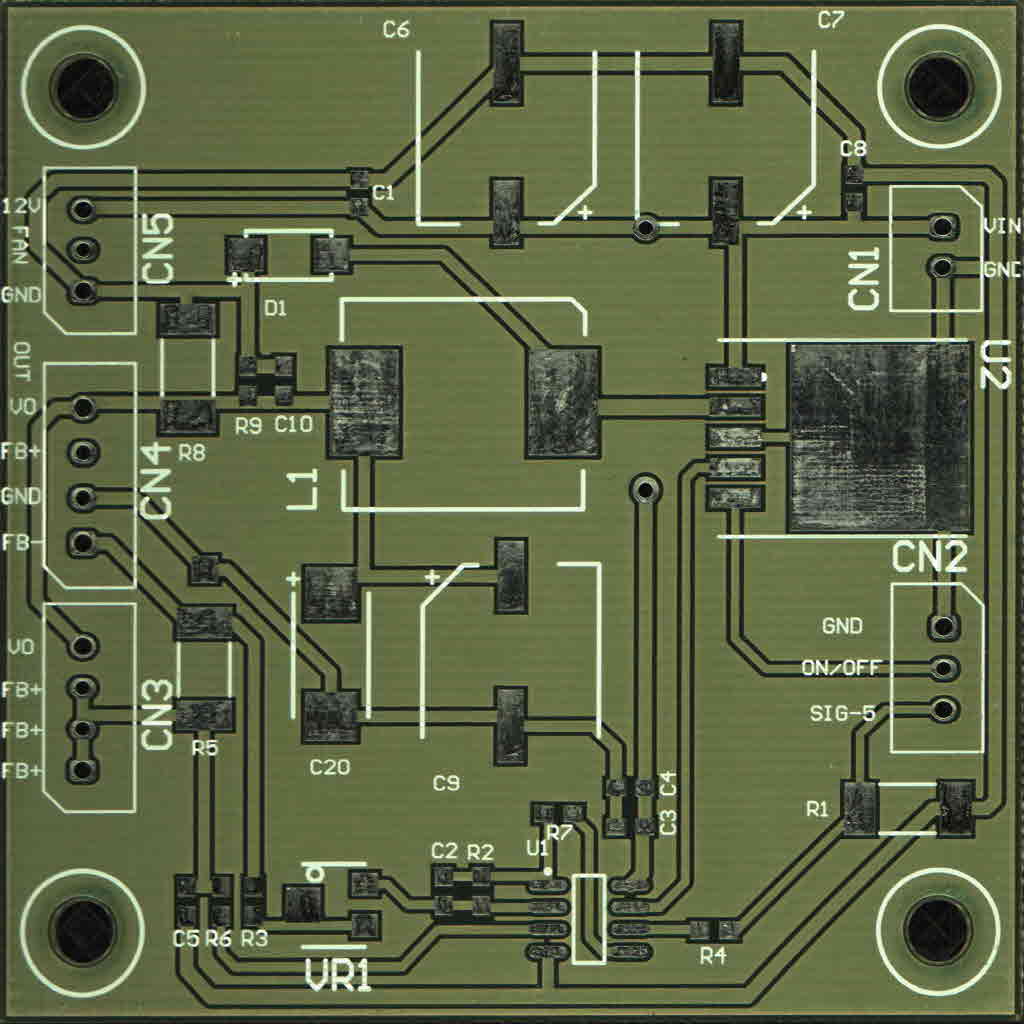 C6
C7
C8
C1
12V
FAN
GND
CN5
VIN
GND
CN1
D1
OUT
VO
FB+
GND
FB-
CN4
R8
R9
C10
L1
U2
CN2
GND
ON/OFF
SIG-5
VO
FB+
FB+
FB+
CN3
R5
C20
C9
C4
C3
R1
R7
U1
C2
R2
C5
R6
R3
VR1
R4